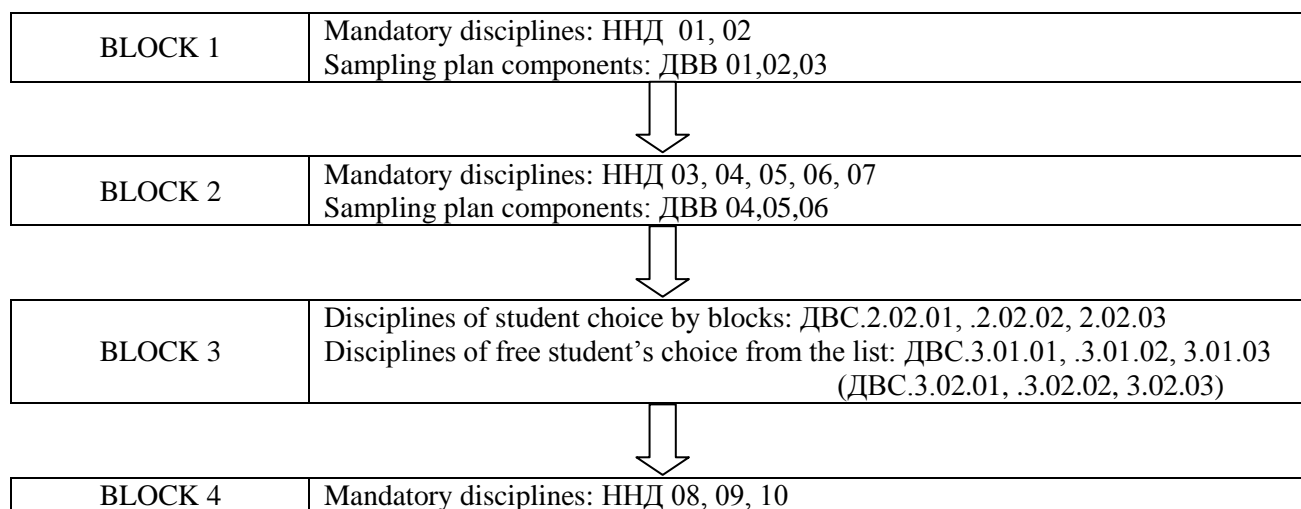 BLOCK 1
Mandatory disciplines: ННД 01, 02
Sampling plan components: ДВВ 01,02,03
BLOCK 2
Mandatory disciplines: ННД 03, 04, 05, 06, 07
Sampling plan components: ДВВ 04,05,06
BLOCK 3
Disciplines of student choice by blocks: ДВС.2.02.01, .2.02.02, 2.02.03
Disciplines of free student’s choice from the list: ДВС.3.01.01, .3.01.02, 3.01.03
(ДВС.3.02.01, .3.02.02, 3.02.03)
BLOCK 4
Mandatory disciplines: ННД 08, 09, 10